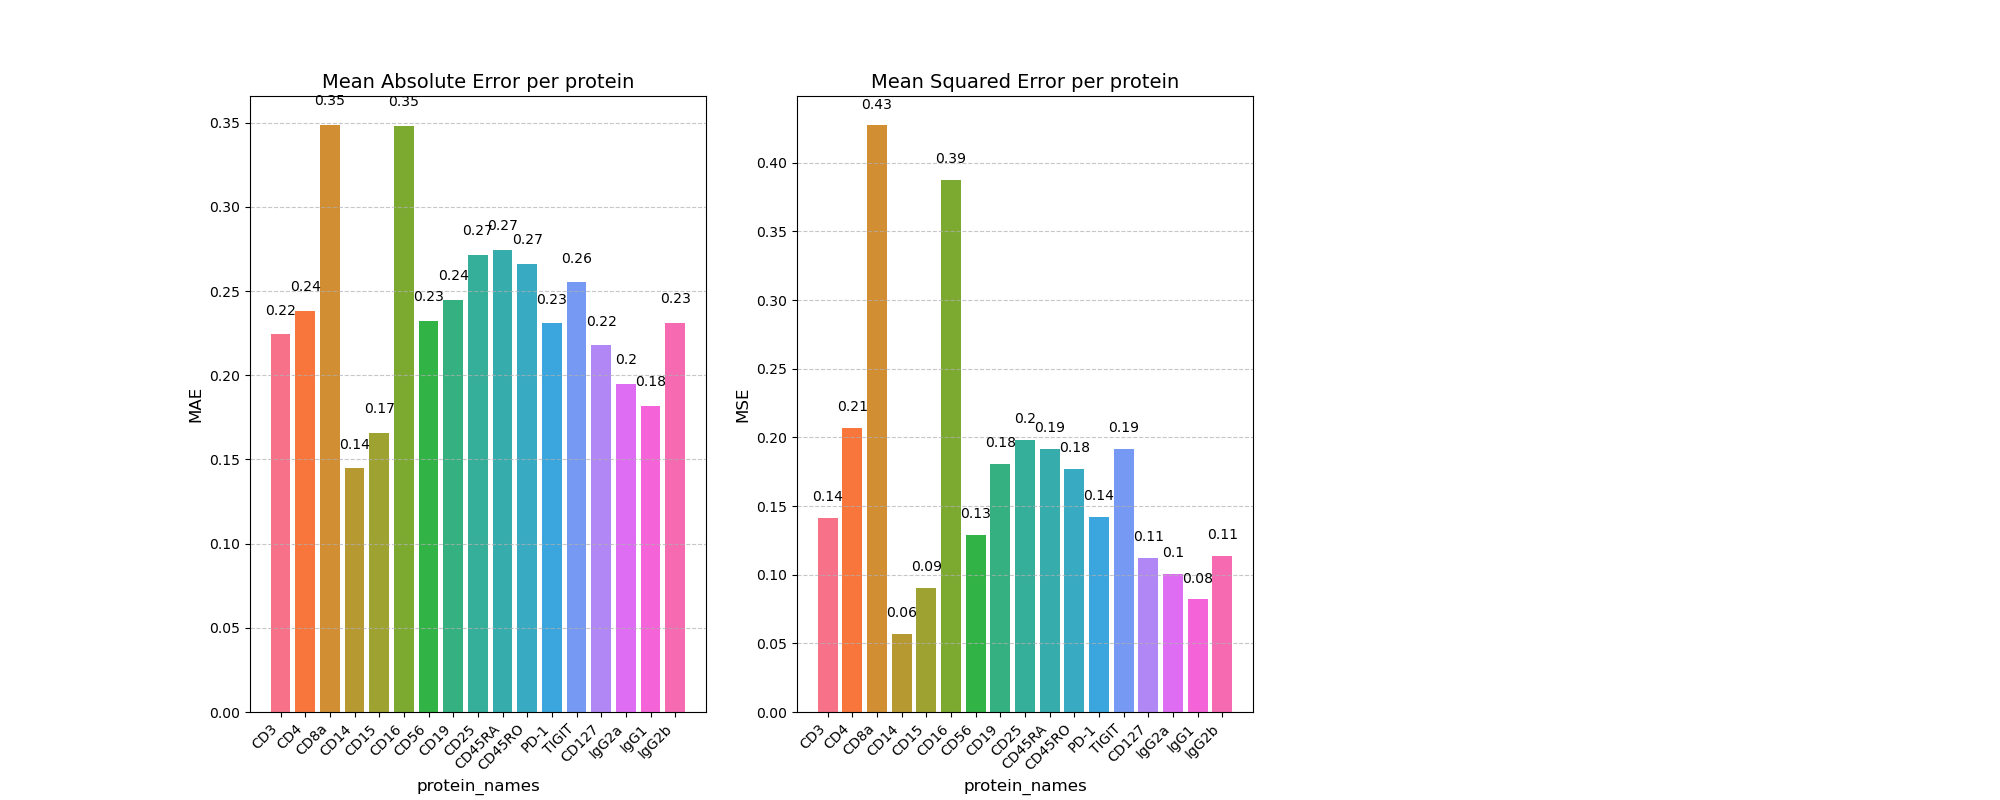 Mean Absolute Error per protein
MAE
0.35
0.30
0.25
0.20
0.15
0.10
0.05
0.00
0.22
0.24
0.35
0.14
0.17
0.35
0.23
0.24
0.27
0.27
0.27
0.23
0.26
0.22
0.2
0.18
0.23
CD3
CD4
CD8a
CD14
CD15
CD16
CD56
CD19
CD25
CD45RA
CD45RO
PD-1
TIGIT
CD127
IgG2a
IgG1
IgG2b
protein_names
Mean Squared Error per protein
MSE
0.40
0.35
0.30
0.25
0.20
0.15
0.10
0.05
0.00
0.14
0.21
0.43
0.06
0.09
0.39
0.13
0.18
0.2
0.19
0.18
0.14
0.19
0.11
0.1
0.08
0.11
CD3
CD4
CD8a
CD14
CD15
CD16
CD56
CD19
CD25
CD45RA
CD45RO
PD-1
TIGIT
CD127
IgG2a
IgG1
IgG2b
protein_names